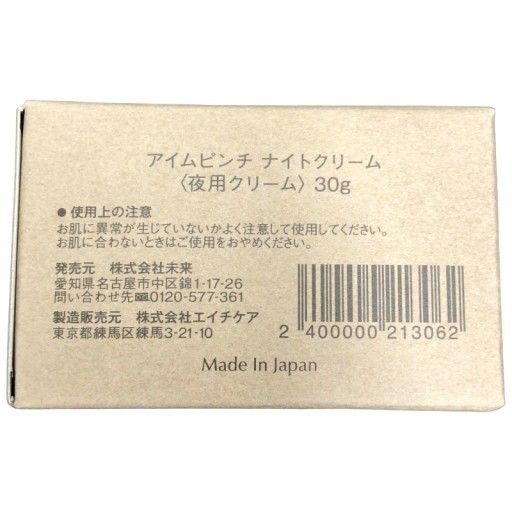 アイムピンチ ナイトクリーム
〈夜用クリーム〉30g
● 使用上の注意
お肌に異常が生じていないかよく注意して使用してください。
お肌に合わないときはご使用をおやめください。
発売元 株式会社未来
愛知県名古屋市中区錦1-17-26
問い合わせ先☎0120-577-361
製造販売元 株式会社エイチケア
東京都練馬区練馬3-21-10
2 400000 213062
Made In Japan